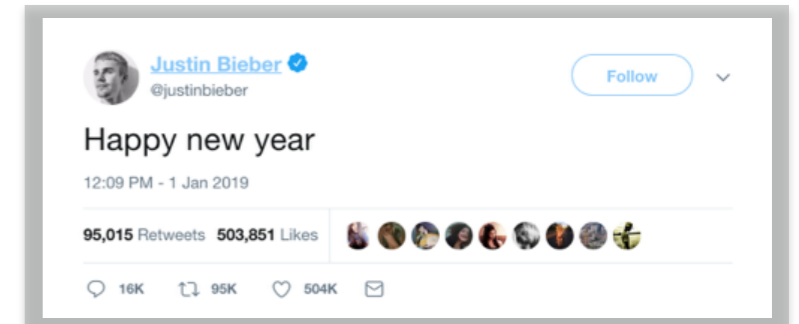 Justin Bieber
@justinbieber
Follow
Happy new year
12:09 PM - 1 Jan 2019
95,015 Retweets 503,851 Likes
16K 95K 504K